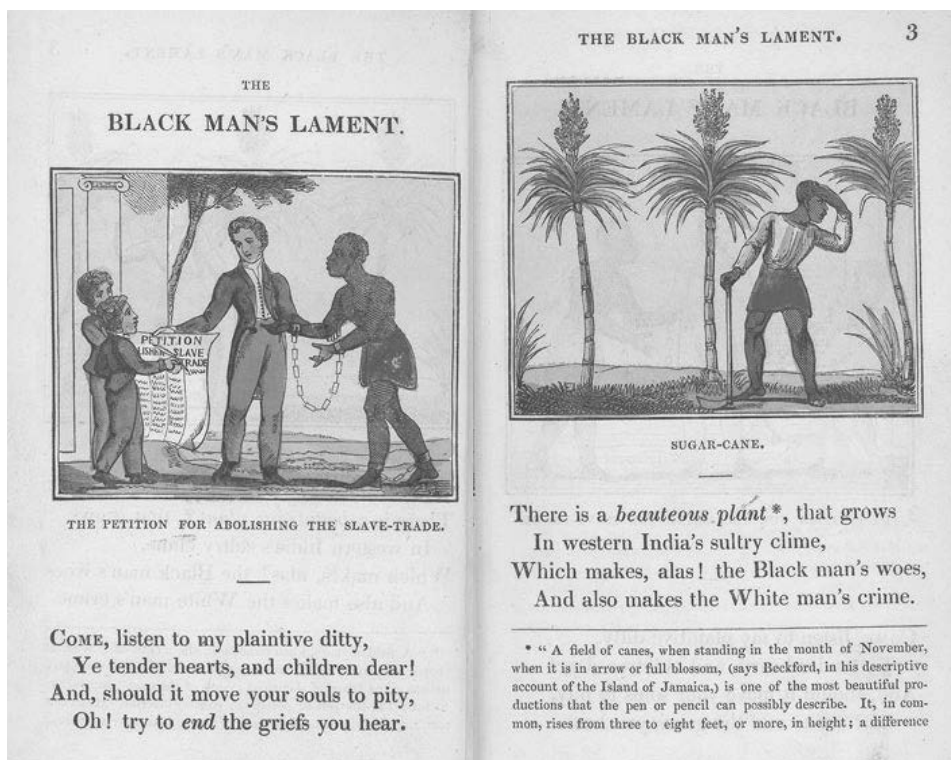 THE
BLACK MAN'S LAMENT.
PETITION
SLAVE
TRADE
THE PETITION FOR ABOLISHING THE SLAVE-TRADE.
COME, listen to my plaintive ditty,
Ye tender hearts, and children dear!
And, should it move your souls to pity,
Oh! try to end the griefs you hear.
THE BLACK MAN'S LAMENT. 3
SUGAR-CANE.
There is a beauteous plant *, that grows
In western India's sultry clime,
Which makes, alas! the Black man's woes,
And also makes the White man's crime.
* " A field of canes, when standing in the month of November,
when it is in arrow or full blossom, (says Beckford, in his descriptive
account of the Island of Jamaica,) is one of the most beautiful pro-
ductions that the pen or pencil can possibly describe. It, in com-
mon, rises from three to eight feet, or more, in height; a difference